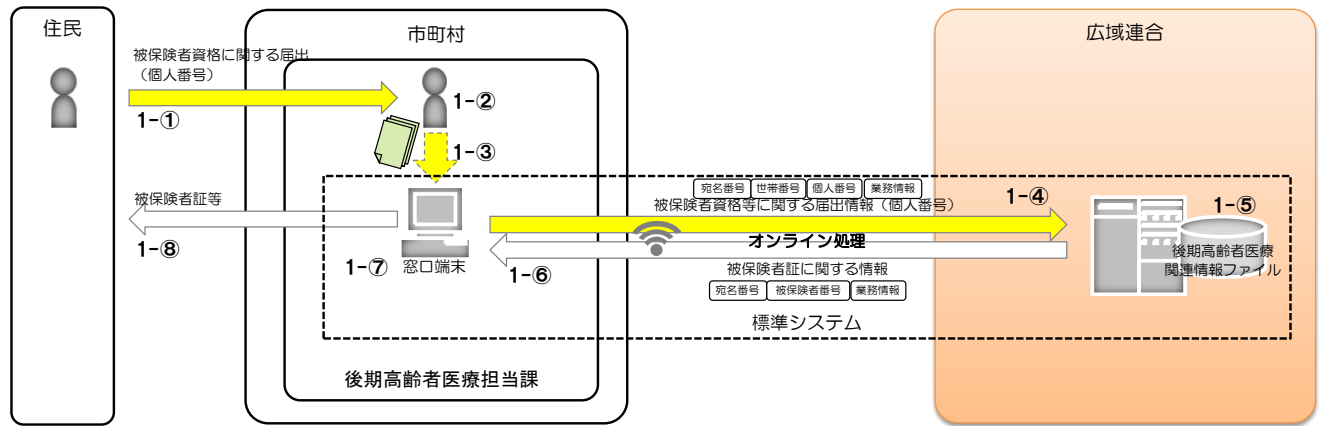 住民
市町村
広域連合
被保険者資格に関する届出
（個人番号）
1-①
1-②
1-③
宛名番号 世帯番号 個人番号 業務情報
1-④
被保険者資格等に関する届出情報（個人番号）
1-⑤
被保険者証等
1-⑧
オンライン処理
後期高齢者医療
関連情報ファイル
1-⑦ 窓口端末
1-⑥
被保険者証に関する情報
宛名番号 被保険者番号 業務情報
標準システム
後期高齢者医療担当課